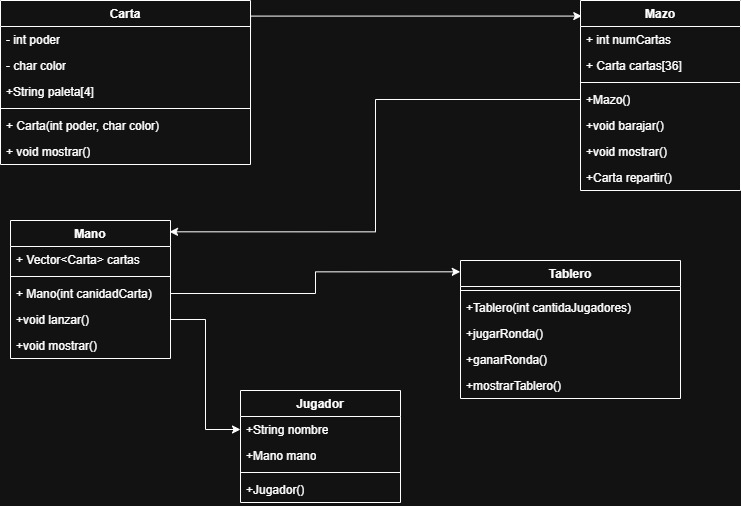 Carta
- int poder
- char color
+String paleta[4]
+ Carta(int poder, char color)
+ void mostrar()
Mazo
+ int numCartas
+ Carta cartas[36]
+Mazo()
+void barajar()
+void mostrar()
+Carta repartir()
Mano
+ Vector<Carta> cartas
+ Mano(int canidadCarta)
+void lanzar()
+void mostrar()
Tablero
+Tablero(int cantidaJugadores)
+jugarRonda()
+ganarRonda()
+mostrarTablero()
Jugador
+String nombre
+Mano mano
+Jugador()